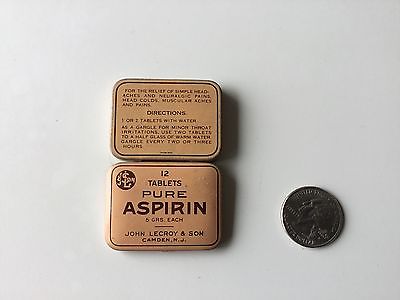 FOR THE RELIEF OF SIMPLE HEAD-
ACHES AND NEURALGIC PAINS,
HEAD COLDS, MUSCULAR ACHES
AND PAINS.
DIRECTIONS
1 OR 2 TABLETS WITH WATER.
AS A GARGLE FOR MINOR THROAT
IRRITATIONS, USE TWO TABLETS
TO A HALF GLASS OF WARM WATER.
GARGLE EVERY TWO OR THREE
HOURS.
12
TABLETS
PURE
ASPIRIN
5 GRS. EACH
JOHN LECROY & SON
CAMDEN, N.J.